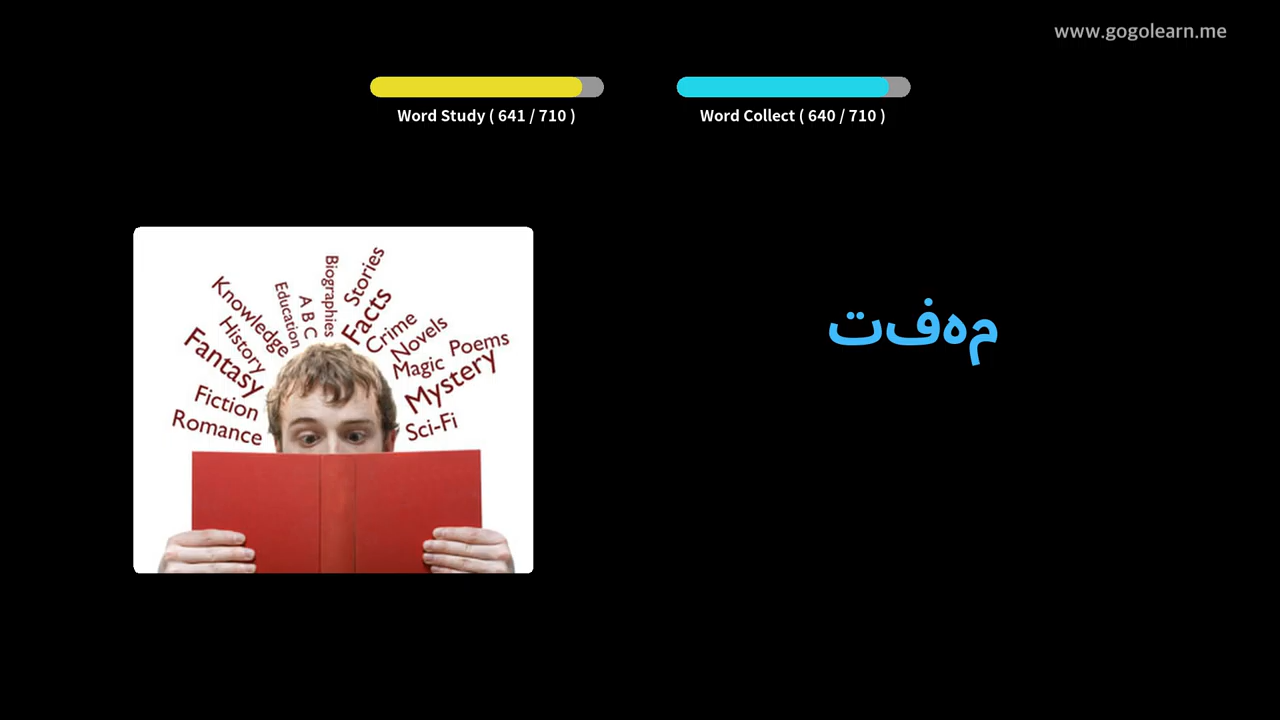 www.gogolearn.me
Word Study ( 641 / 710 )
Word Collect ( 640 / 710 )
Romance
Fiction
Fantasy
History
Knowledge
Education
A B C
Biographies
Stories
Facts
Crime
Novels
Magic
Poems
Mystery
Sci-Fi
مهفت